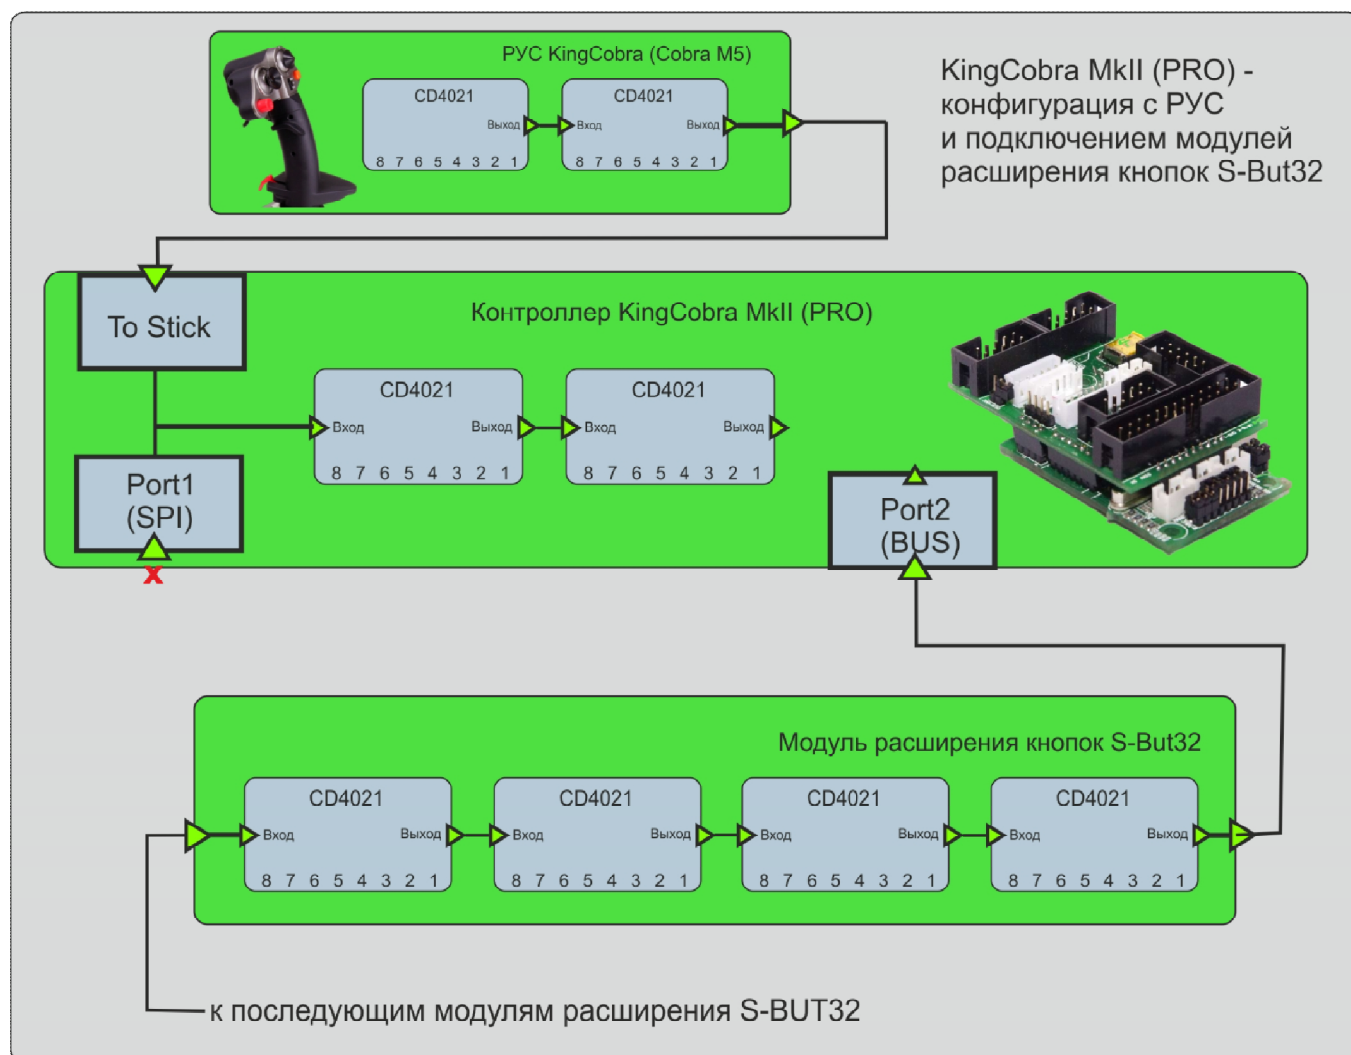 РУС KingCobra (Cobra M5)
KingCobra MkII (PRO) -
конфигурация с РУС
и подключением модулей
расширения кнопок S-But32
CD4021
CD4021
Выход
Вход
Выход
8 7 6 5 4 3 2 1
8 7 6 5 4 3 2 1
To Stick
Контроллер KingCobra MkII (PRO)
CD4021
CD4021
Вход
Выход
Вход
Выход
8 7 6 5 4 3 2 1
8 7 6 5 4 3 2 1
Port1
(SPI)
X
Port2
(BUS)
Модуль расширения кнопок S-But32
CD4021
CD4021
CD4021
CD4021
Вход
Выход
Вход
Выход
Вход
Выход
Вход
Выход
8 7 6 5 4 3 2 1
8 7 6 5 4 3 2 1
8 7 6 5 4 3 2 1
8 7 6 5 4 3 2 1
к последующим модулям расширения S-BUT32